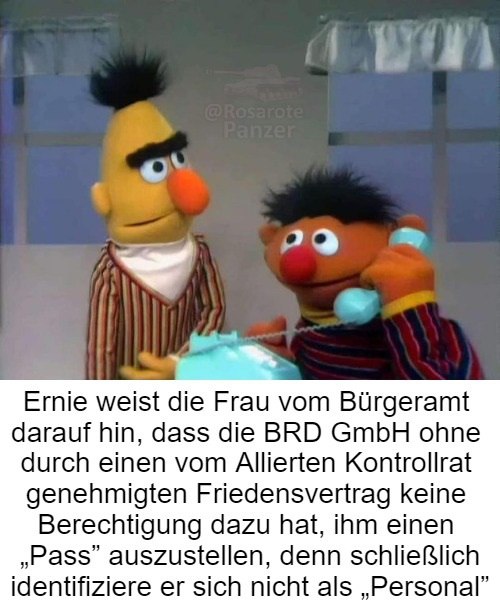 @Rosarote
Panzer
Ernie weist die Frau vom Bürgeramt
darauf hin, dass die BRD GmbH ohne
durch einen vom Allierten Kontrollrat
genehmigten Friedensvertrag keine
Berechtigung dazu hat, ihm einen
„Pass” auszustellen, denn schließlich
identifiziere er sich nicht als „Personal”